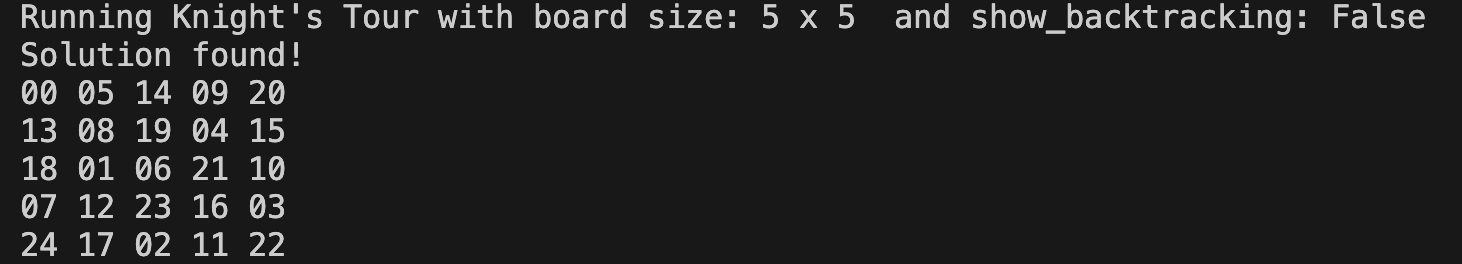 Running Knight's Tour with board size: 5 x 5  and show_backtracking: False
Solution found!
00 05 14 09 20
13 08 19 04 15
18 01 06 21 10
07 12 23 16 03
24 17 02 11 22